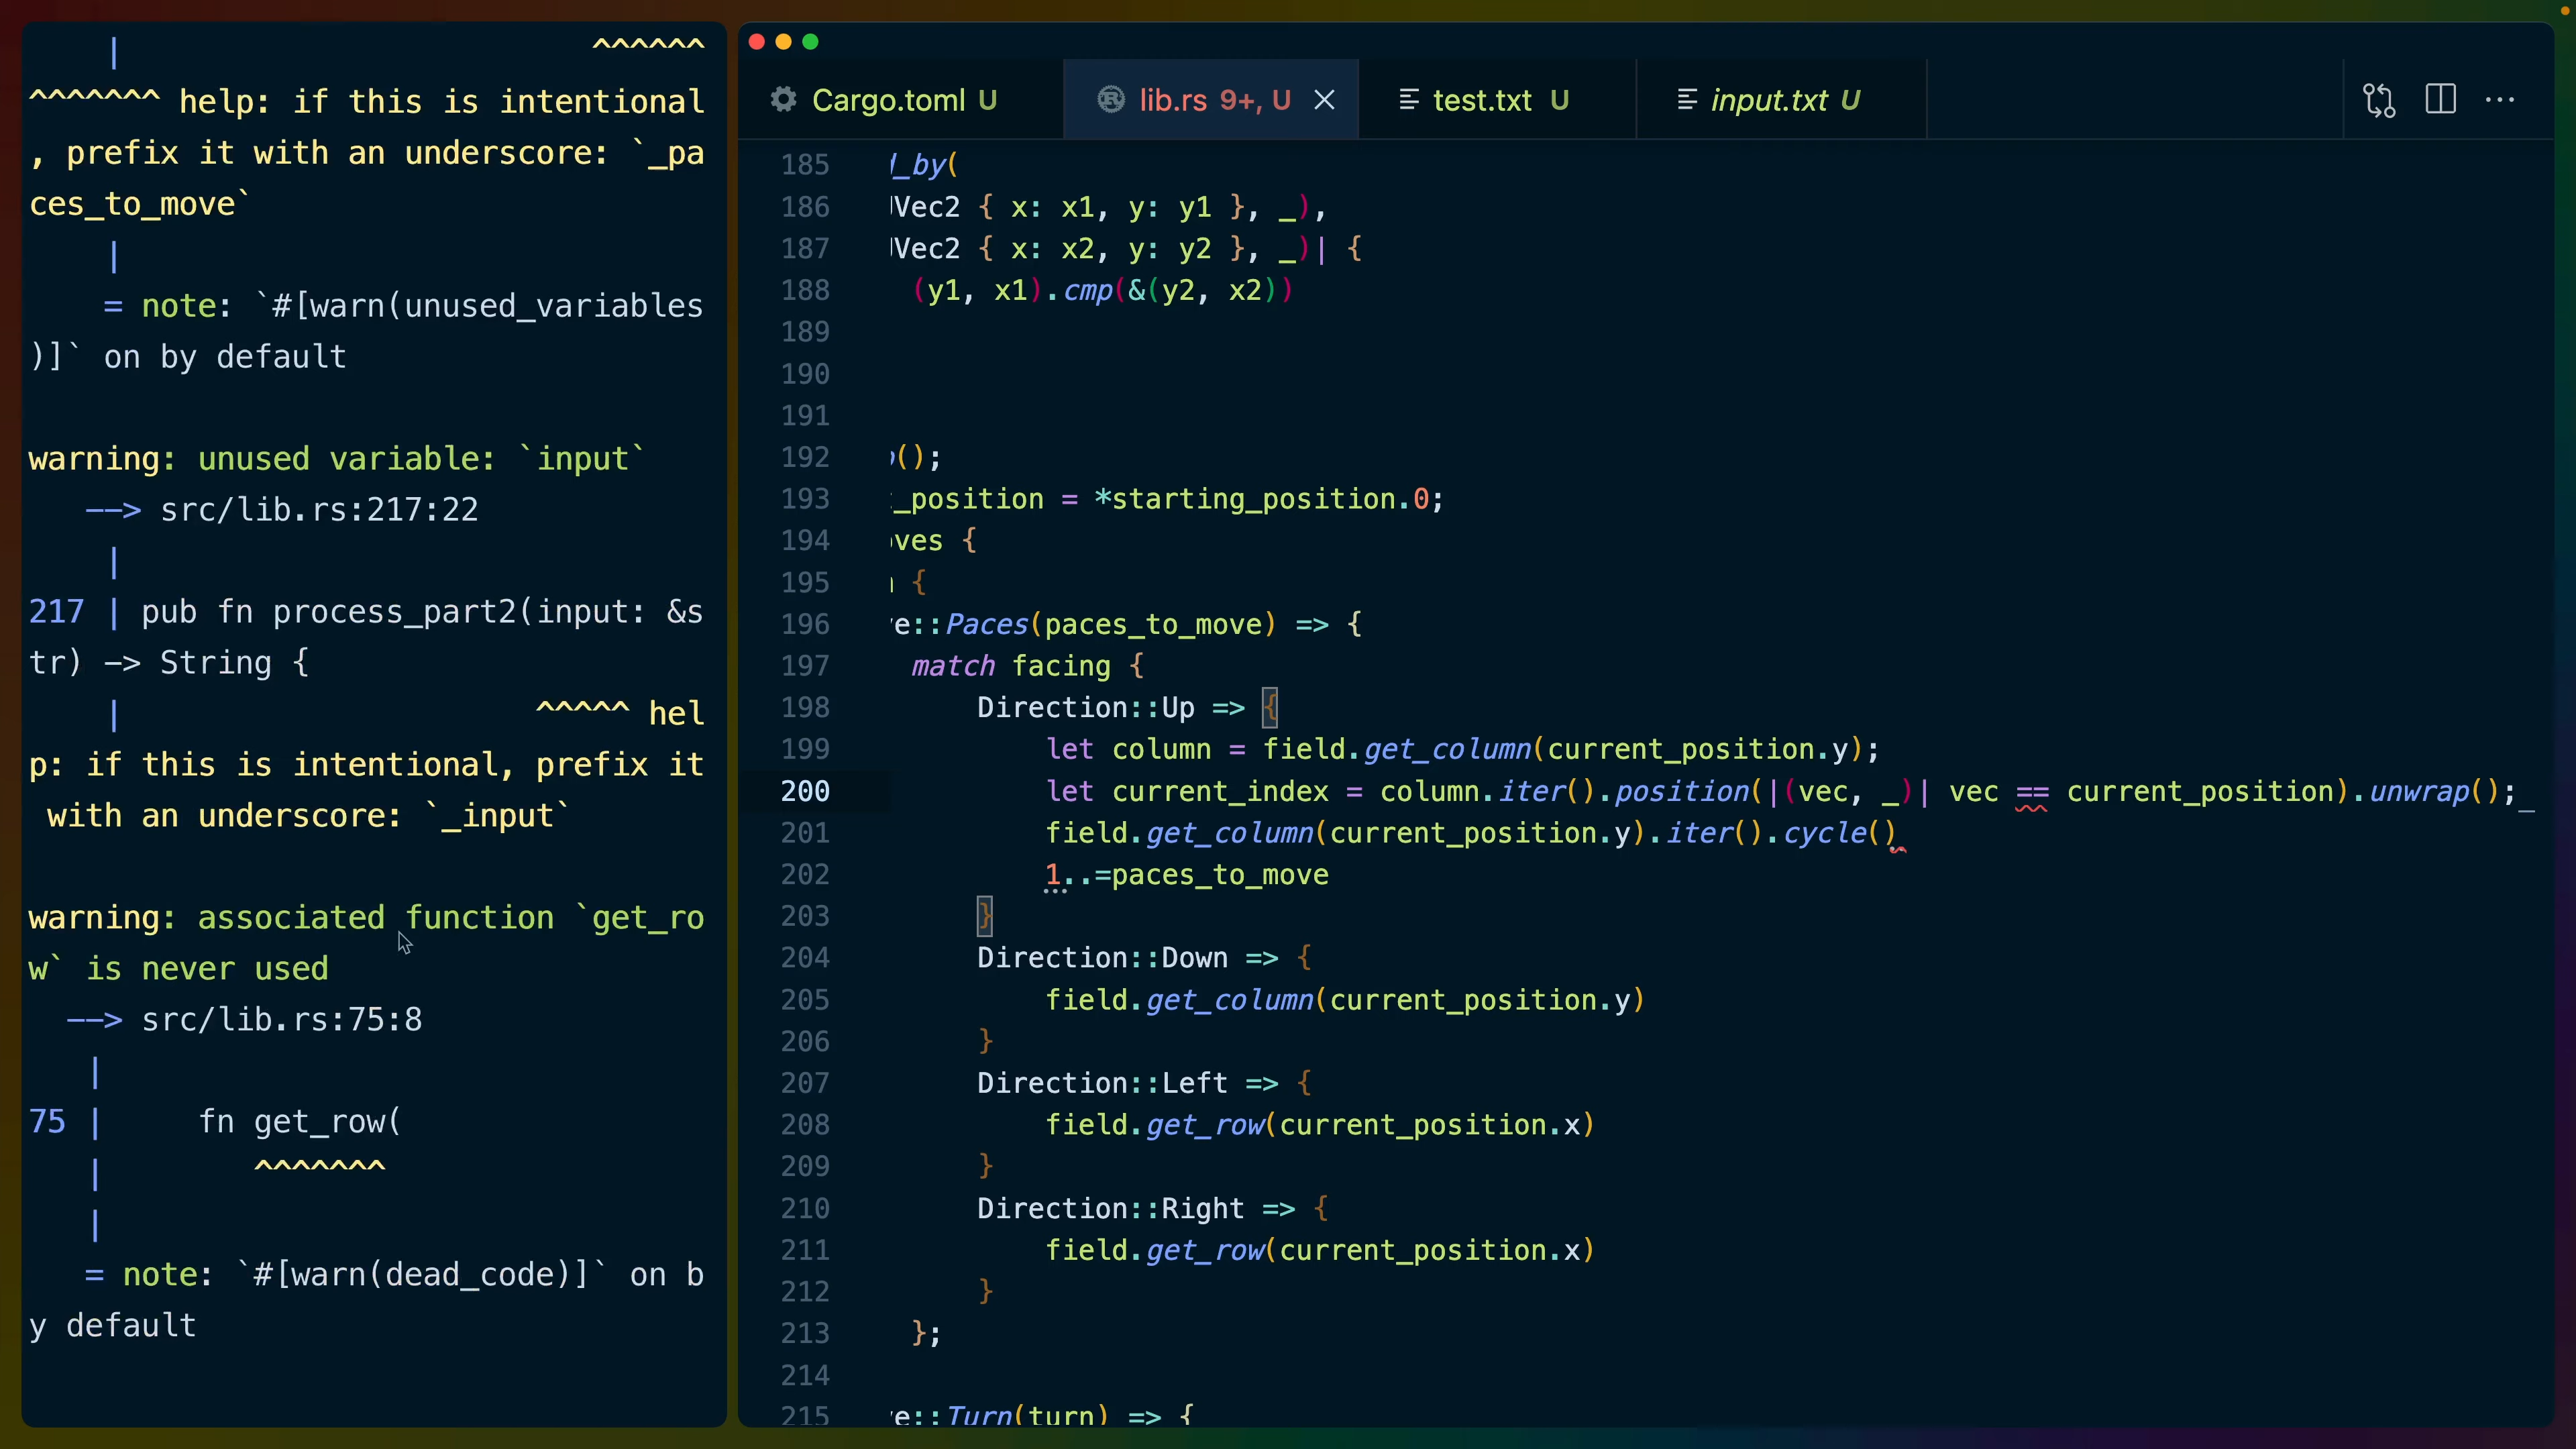 |                          ^^^^^^
^^^^^^^ help: if this is intentional
, prefix it with an underscore: `_pa
ces_to_move`
|
= note: `#[warn(unused_variables
)]` on by default
warning: unused variable: `input`
--> src/lib.rs:217:22
|
217 | pub fn process_part2(input: &s
tr) -> String {
|                      ^^^^^ hel
p: if this is intentional, prefix it
with an underscore: `_input`
warning: associated function `get_ro
w` is never used
--> src/lib.rs:75:8
|
75 |     fn get_row(
|        ^^^^^^^
|
= note: `#[warn(dead_code)]` on b
y default
Cargo.toml U
lib.rs 9+, U
test.txt U
input.txt U
185 d_by(
186 Vec2 { x: x1, y: y1 }, _),
187 Vec2 { x: x2, y: y2 }, _)| {
188 (y1, x1).cmp(&(y2, x2))
189
190
191
192 ();
193 _position = *starting_position.0;
194 oves {
195 {
196 e::Paces(paces_to_move) => {
197 match facing {
198 Direction::Up => {
199 let column = field.get_column(current_position.y);
200 let current_index = column.iter().position(|(vec, _)| vec == current_position).unwrap();_
201 field.get_column(current_position.y).iter().cycle().
202 1..=paces_to_move
203 }
204 Direction::Down => {
205 field.get_column(current_position.y)
206 }
207 Direction::Left => {
208 field.get_row(current_position.x)
209 }
210 Direction::Right => {
211 field.get_row(current_position.x)
212 }
213 };
214
215 e::Turn(turn) => {